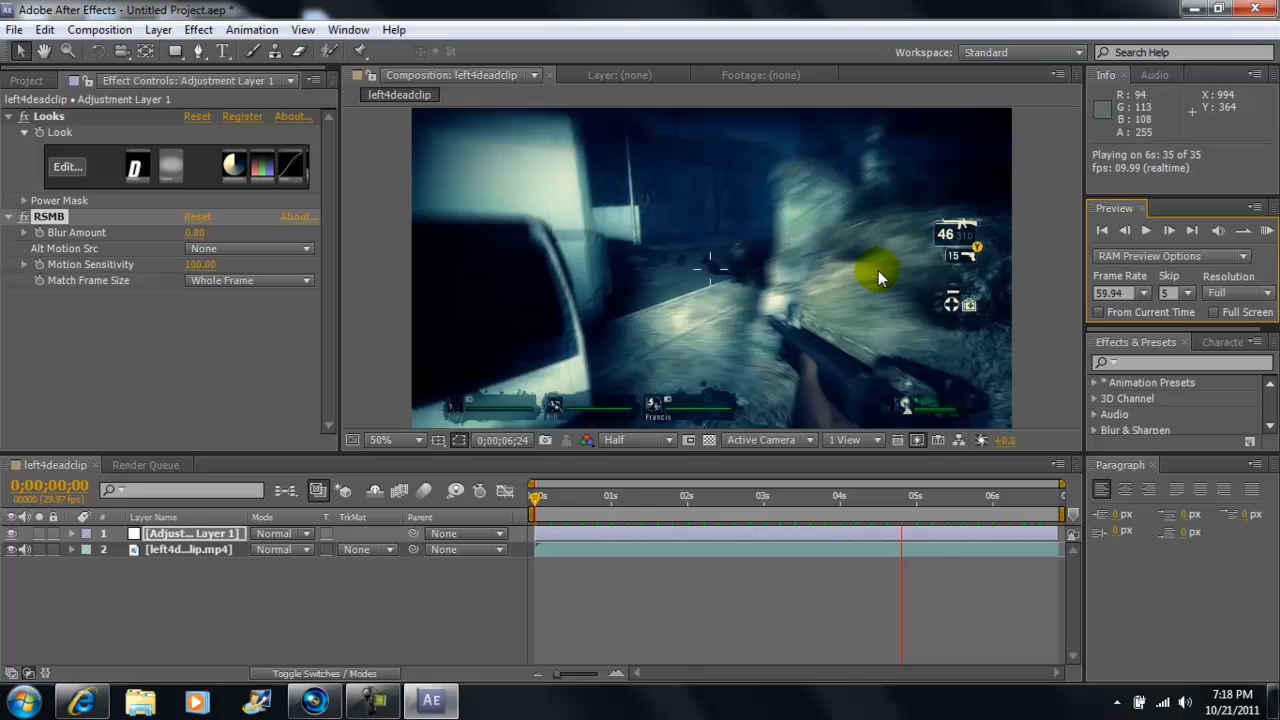 Adobe After Effects - Untitled Project.aep *
File Edit Composition Layer Effect Animation View Window Help
Workspace: Standard Search Help
Project Effect Controls: Adjustment Layer 1
left4deadclip • Adjustment Layer 1
Looks Reset Register About...
Look
Edit...
Power Mask
RSMB Reset About...
Blur Amount 0.80
Alt Motion Src None
Motion Sensitivity 100.00
Match Frame Size Whole Frame
Composition: left4deadclip Layer: (none) Footage: (none)
left4deadclip
46 310
15
Y
Bill Francis
50% 0;00;06;24 Half Active Camera 1 View +0.0
Info Audio
R: 94 X: 994
G: 113 Y: 364
B: 108
A: 255
Playing on 6s: 35 of 35
fps: 09.99 (realtime)
Preview
RAM Preview Options
Frame Rate Skip Resolution
59.94 5 Full
From Current Time Full Screen
Effects & Presets Characte
* Animation Presets
3D Channel
Audio
Blur & Sharpen
left4deadclip Render Queue
0;00;00;00
00000 (29.97 fps)
01s 02s 03s 04s 05s 06s
# Layer Name Mode T TrkMat Parent
1 [Adjust... Layer 1] Normal None
2 [left4d...lip.mp4] Normal None None
Toggle Switches / Modes
Paragraph
0 px 0 px 0 px
0 px 0 px
Ae
7:18 PM
10/21/2011